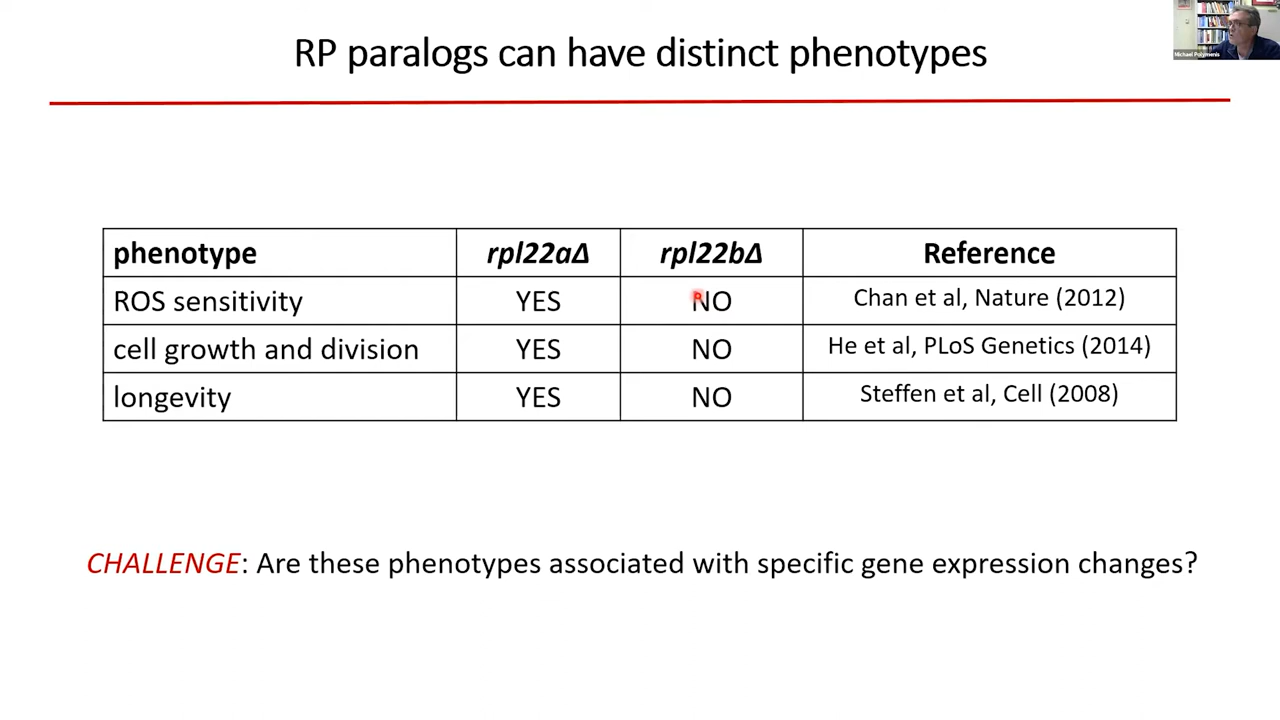 RP paralogs can have distinct phenotypes
Michael Polymenis
phenotype rpl22aΔ rpl22bΔ Reference
ROS sensitivity YES NO Chan et al, Nature (2012)
cell growth and division YES NO He et al, PLoS Genetics (2014)
longevity YES NO Steffen et al, Cell (2008)
CHALLENGE: Are these phenotypes associated with specific gene expression changes?